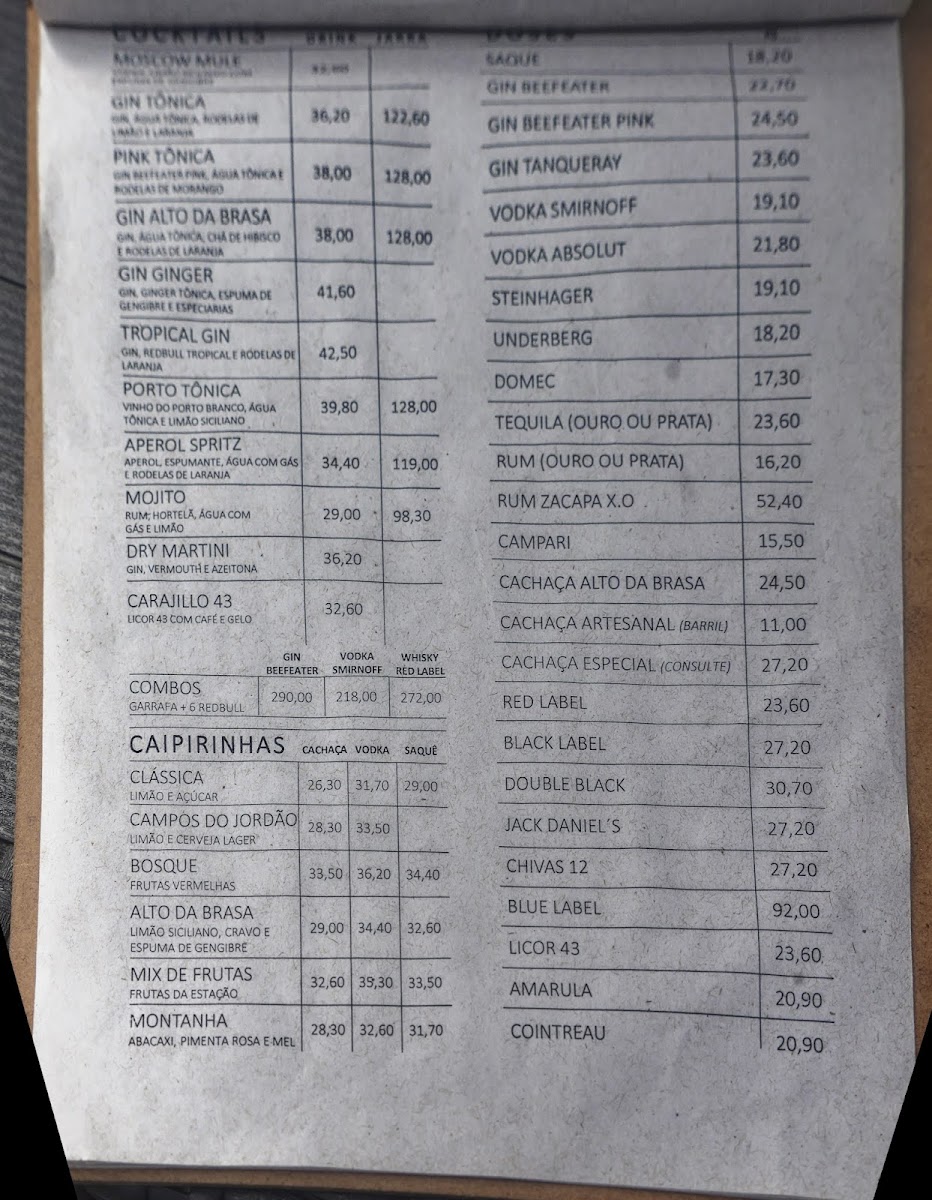 COCKTAILS DRINK JARRA
MOSCOW MULE
GIN TÔNICA 36,20 122,60
GIN, ÁGUA TÔNICA, RODELAS DE
LIMÃO E LARANJA
PINK TÔNICA 38,00 128,00
GIN BEEFEATER PINK, ÁGUA TÔNICA E
RODELAS DE MORANGO
GIN ALTO DA BRASA 38,00 128,00
GIN, ÁGUA TÔNICA, CHÁ DE HIBISCO
E RODELAS DE LARANJA
GIN GINGER 41,60
GIN, GINGER TÔNICA, ESPUMA DE
GENGIBRE E ESPECIARIAS
TROPICAL GIN 42,50
GIN, REDBULL TROPICAL E RODELAS DE
LARANJA
PORTO TÔNICA 39,80 128,00
VINHO DO PORTO BRANCO, ÁGUA
TÔNICA E LIMÃO SICILIANO
APEROL SPRITZ 34,40 119,00
APEROL, ESPUMANTE, ÁGUA COM GÁS
E RODELAS DE LARANJA
MOJITO 29,00 98,30
RUM, HORTELÃ, ÁGUA COM
GÁS E LIMÃO
DRY MARTINI 36,20
GIN, VERMOUTH E AZEITONA
CARAJILLO 43 32,60
LICOR 43 COM CAFÉ E GELO
GIN VODKA WHISKY
BEEFEATER SMIRNOFF RED LABEL
COMBOS 290,00 218,00 272,00
GARRAFA + 6 REDBULL
CAIPIRINHAS CACHAÇA VODKA SAQUÊ
CLÁSSICA 26,30 31,70 29,00
LIMÃO E AÇÚCAR
CAMPOS DO JORDÃO 28,30 33,50
LIMÃO E CERVEJA LAGER
BOSQUE 33,50 36,20 34,40
FRUTAS VERMELHAS
ALTO DA BRASA 29,00 34,40 32,60
LIMÃO SICILIANO, CRAVO E
ESPUMA DE GENGIBRE
MIX DE FRUTAS 32,60 35,30 33,50
FRUTAS DA ESTAÇÃO
MONTANHA 28,30 32,60 31,70
ABACAXI, PIMENTA ROSA E MEL
DOSES
SAQUE 18,20
GIN BEEFEATER 22,70
GIN BEEFEATER PINK 24,50
GIN TANQUERAY 23,60
VODKA SMIRNOFF 19,10
VODKA ABSOLUT 21,80
STEINHAGER 19,10
UNDERBERG 18,20
DOMEC 17,30
TEQUILA (OURO OU PRATA) 23,60
RUM (OURO OU PRATA) 16,20
RUM ZACAPA X.O 52,40
CAMPARI 15,50
CACHAÇA ALTO DA BRASA 24,50
CACHAÇA ARTESANAL (BARRIL) 11,00
CACHAÇA ESPECIAL (CONSULTE) 27,20
RED LABEL 23,60
BLACK LABEL 27,20
DOUBLE BLACK 30,70
JACK DANIEL´S 27,20
CHIVAS 12 27,20
BLUE LABEL 92,00
LICOR 43 23,60
AMARULA 20,90
COINTREAU 20,90